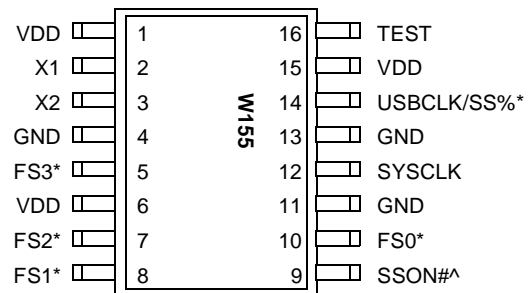 VDD 1 16 TEST
X1 2 15 VDD
X2 3 14 USBCLK/SS%*
GND 4 13 GND
FS3* 5 12 SYSCLK
VDD 6 11 GND
FS2* 7 10 FS0*
FS1* 8 9 SSON#^
W155